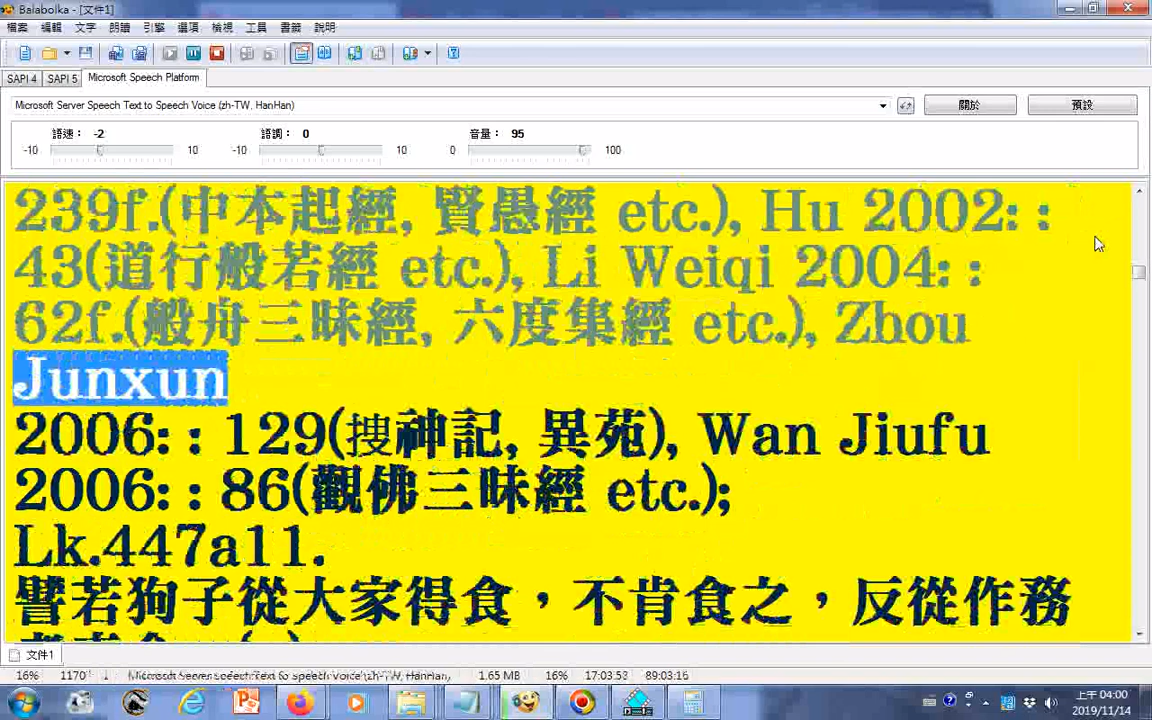 Balabolka - [文件1]
檔案 編輯 文字 朗讀 引擎 選項 檢視 工具 書籤 說明
SAPI 4 SAPI 5 Microsoft Speech Platform
Microsoft Server Speech Text to Speech Voice (zh-TW, HanHan) 關於 預設
語速： -2 語調： 0 音量： 95
-10 10 -10 10 0 100
239f.(中本起經, 賢愚經 etc.), Hu 2002: :
43(道行般若經 etc.), Li Weiqi 2004: :
62f.(般舟三昧經, 六度集經 etc.), Zhou
Junxun
2006: : 129(搜神記, 異苑), Wan Jiufu
2006: : 86(觀佛三昧經 etc.);
Lk.447a11.
譬若狗子從大家得食，不肯食之，反從作務
文件1
16% 1170 Microsoft Server Speech Text to Speech Voice (zh-TW, HanHan) 1.65 MB 16% 17:03:53 89:03:16
上午 04:00
2019/11/14